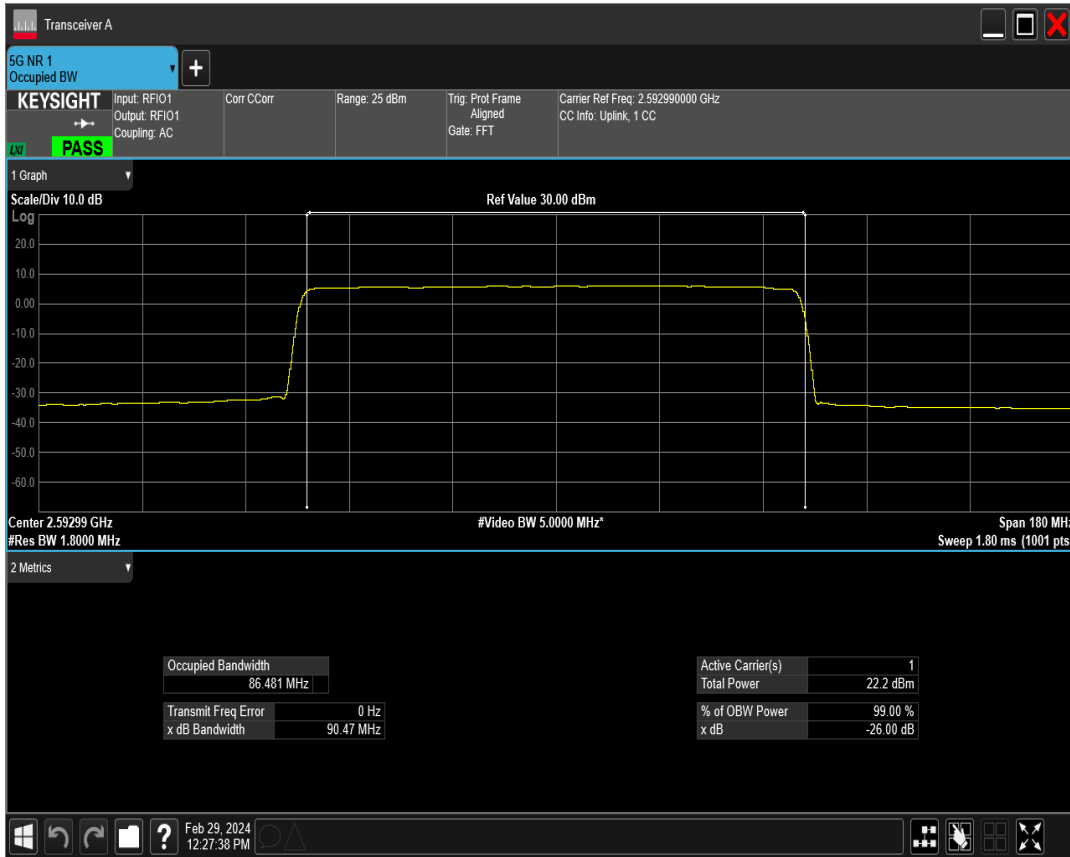 Transceiver A
5G NR 1
Occupied BW
+
KEYSIGHT
Input: RFIO1
Output: RFIO1
Coupling: AC
Corr CCorr
Range: 25 dBm
Trig: Prot Frame
Aligned
Gate: FFT
Carrier Ref Freq: 2.592990000 GHz
CC Info: Uplink, 1 CC
LXI
PASS
1 Graph
Scale/Div 10.0 dB
Ref Value 30.00 dBm
Log
20.0
10.0
0.00
-10.0
-20.0
-30.0
-40.0
-50.0
-60.0
Center 2.59299 GHz
#Video BW 5.0000 MHz*
Span 180 MHz
#Res BW 1.8000 MHz
Sweep 1.80 ms (1001 pts
2 Metrics
Occupied Bandwidth
86.481 MHz
Active Carrier(s) 1
Total Power 22.2 dBm
Transmit Freq Error 0 Hz
x dB Bandwidth 90.47 MHz
% of OBW Power 99.00 %
x dB -26.00 dB
?
Feb 29, 2024
12:27:38 PM